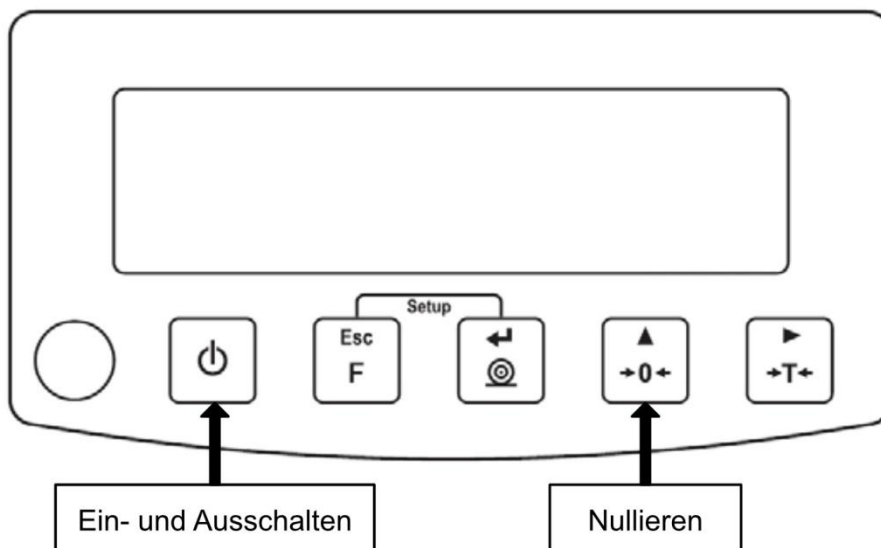 Setup
Esc
F
→0←
→T←
Ein- und Ausschalten
Nullieren